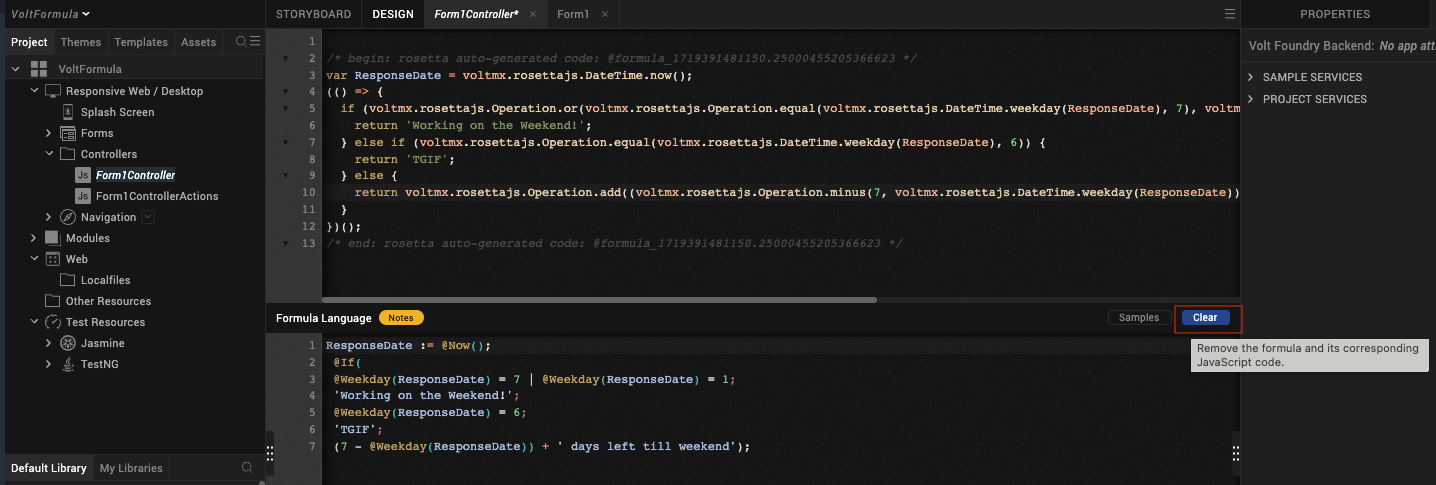 VoltFormula
STORYBOARD
DESIGN
Form1Controller* ×
Form1 ×
PROPERTIES
Project
Themes
Templates
Assets
Volt Foundry Backend: No app att
SAMPLE SERVICES
PROJECT SERVICES
VoltFormula
Responsive Web / Desktop
Splash Screen
Forms
Controllers
Js Form1Controller
Js Form1ControllerActions
Navigation
Modules
Web
Localfiles
Other Resources
Test Resources
Jasmine
TestNG
Default Library
My Libraries
1
2 /* begin: rosetta auto-generated code: @formula_1719391481150.25000455205366623 */
3 var ResponseDate = voltmx.rosettajs.DateTime.now();
4 (() => {
5 if (voltmx.rosettajs.Operation.or(voltmx.rosettajs.Operation.equal(voltmx.rosettajs.DateTime.weekday(ResponseDate), 7), voltm
6 return 'Working on the Weekend!';
7 } else if (voltmx.rosettajs.Operation.equal(voltmx.rosettajs.DateTime.weekday(ResponseDate), 6)) {
8 return 'TGIF';
9 } else {
10 return voltmx.rosettajs.Operation.add((voltmx.rosettajs.Operation.minus(7, voltmx.rosettajs.DateTime.weekday(ResponseDate))
11 }
12 })();
13 /* end: rosetta auto-generated code: @formula_1719391481150.25000455205366623 */
Formula Language
Notes
Samples
Clear
Remove the formula and its corresponding
JavaScript code.
1 ResponseDate := @Now();
2 @If(
3 @Weekday(ResponseDate) = 7 | @Weekday(ResponseDate) = 1;
4 'Working on the Weekend!';
5 @Weekday(ResponseDate) = 6;
6 'TGIF';
7 (7 - @Weekday(ResponseDate)) + ' days left till weekend');